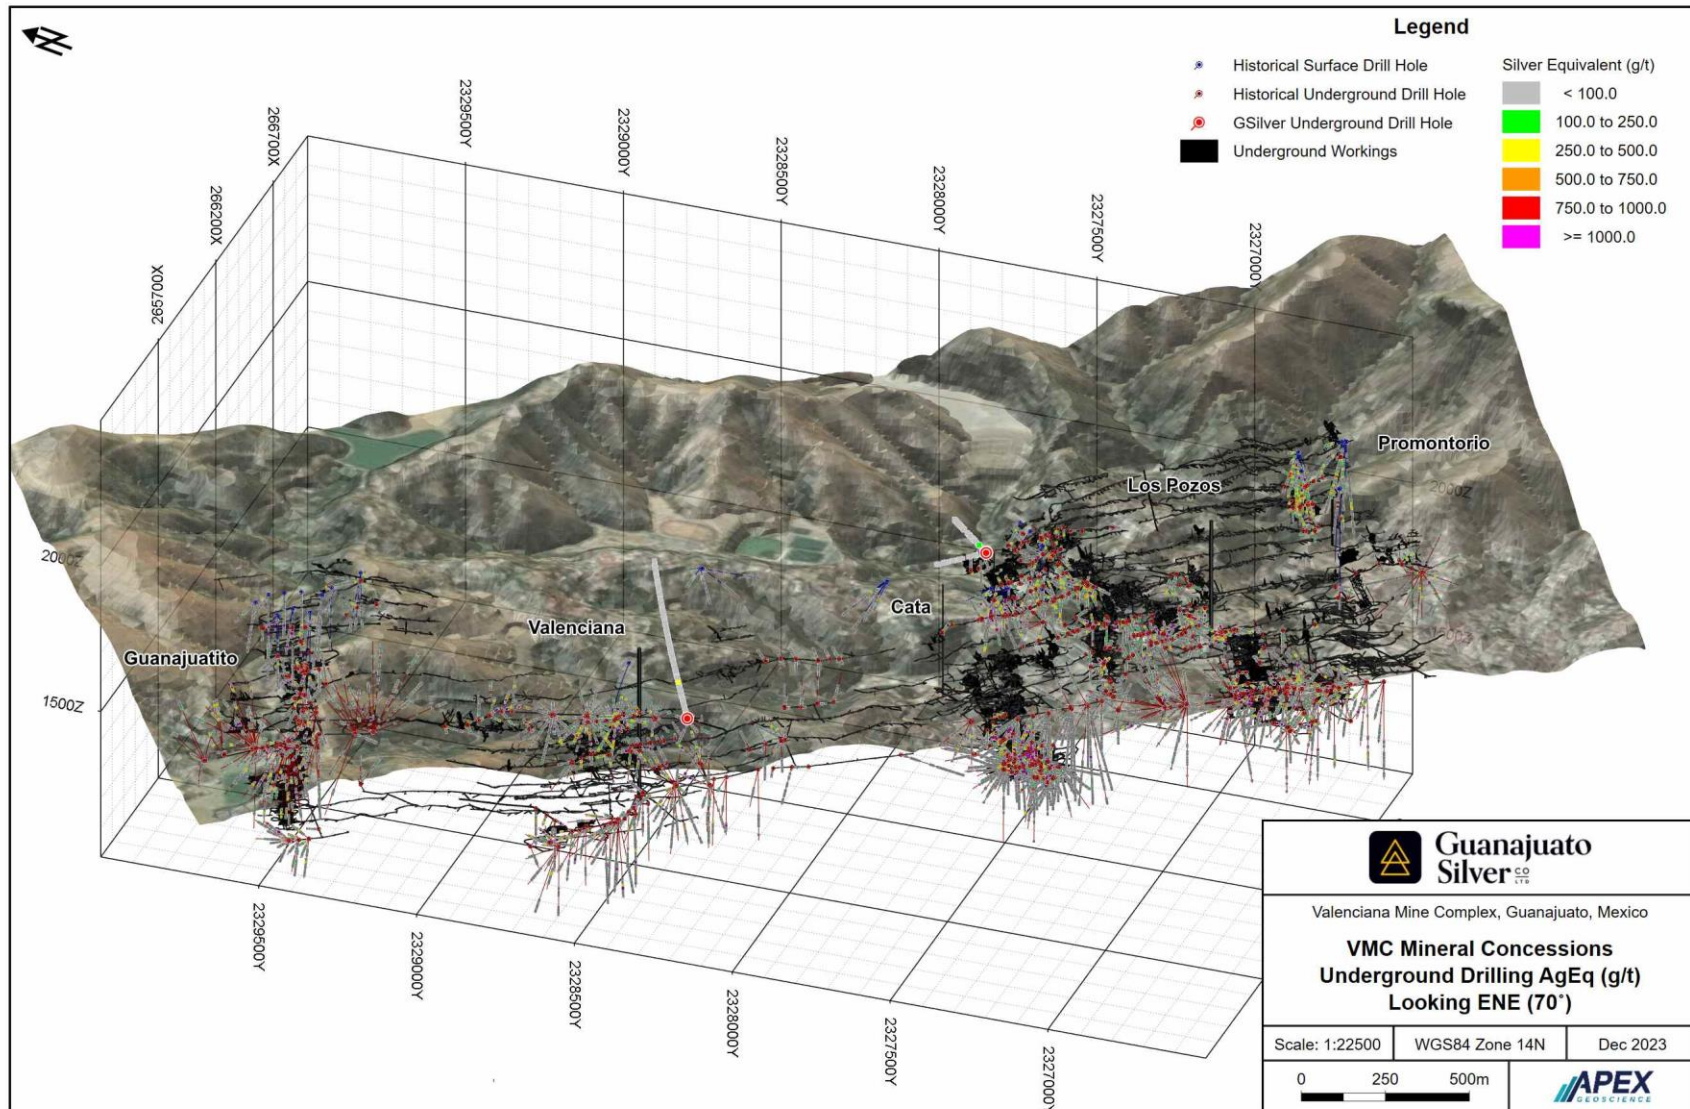 Legend
Historical Surface Drill Hole
Historical Underground Drill Hole
GSilver Underground Drill Hole
Underground Workings
Silver Equivalent (g/t)
< 100.0
100.0 to 250.0
250.0 to 500.0
500.0 to 750.0
750.0 to 1000.0
>= 1000.0
266700X
266200X
265700X
2329500Y
2329000Y
2328500Y
2328000Y
2327500Y
2327000Y
Promontorio
Los Pozos
2000Z
Cata
Valenciana
Guanajuatito
2000Z
1500Z
2329500Y
2329000Y
2328500Y
2328000Y
2327500Y
2327000Y
Guanajuato
Silver CO LTD
Valenciana Mine Complex, Guanajuato, Mexico
VMC Mineral Concessions
Underground Drilling AgEq (g/t)
Looking ENE (70°)
Scale: 1:22500
WGS84 Zone 14N
Dec 2023
0 250 500m
APEX
GEOSCIENCE